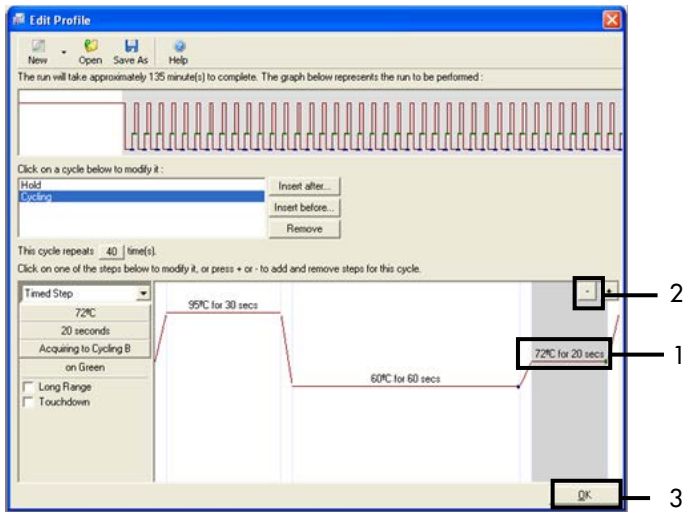 Edit Profile
New Open Save As Help
The run will take approximately 135 minute(s) to complete. The graph below represents the run to be performed :
Click on a cycle below to modify it :
Hold
Cycling
Insert after...
Insert before...
Remove
This cycle repeats 40 time(s).
Click on one of the steps below to modify it, or press + or - to add and remove steps for this cycle.
Timed Step
72ºC
20 seconds
Acquiring to Cycling B
on Green
Long Range
Touchdown
95ºC for 30 secs
60ºC for 60 secs
72ºC for 20 secs
- +
2
1
OK
3